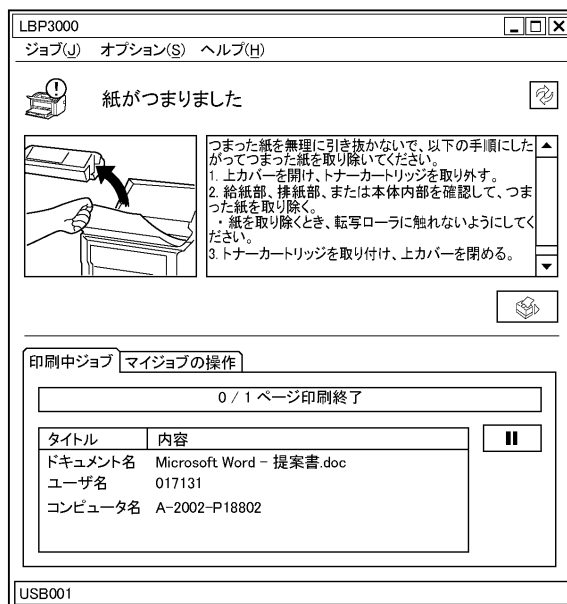 LBP3000
ジョブ(J) オプション(S) ヘルプ(H)
紙がつまりました
つまった紙を無理に引き抜かないで、以下の手順にした
がってつまった紙を取り除いてください。
1. 上カバーを開け、トナーカートリッジを取り外す。
2. 給紙部、排紙部、または本体内部を確認して、つま
った紙を取り除く。
・紙を取り除くとき、転写ローラに触れないようにしてく
ださい。
3. トナーカートリッジを取り付け、上カバーを閉める。
印刷中ジョブ マイジョブの操作
0 / 1 ページ印刷終了
タイトル 内容
ドキュメント名 Microsoft Word - 提案書.doc
ユーザ名 017131
コンピュータ名 A-2002-P18802
USB001